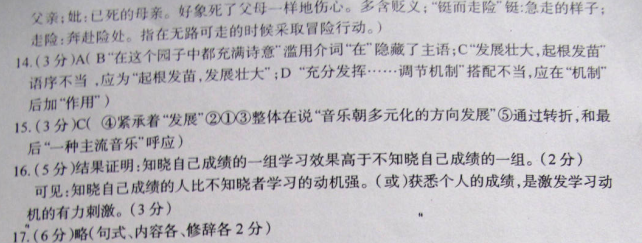 父亲;妣:已死的母亲。好象死了父母一样地伤心。多含贬义;“铤而走险”铤:急走的样子;
走险:奔赴险处。指在无路可走的时候采取冒险行动。)
14.(3分)A( B“在这个园子中都充满诗意”滥用介词“在”隐藏了主语;C“发展壮大,起根发苗”
语序不当,应为“起根发苗,发展壮大”;D “充分发挥……调节机制”搭配不当,应在“机制”
后加“作用”)
15.(3分)C( ④紧承着“发展”②①③整体在说“音乐朝多元化的方向发展”⑤通过转折,和最
后“一种主流音乐”呼应)
16.(5分)结果证明:知晓自己成绩的一组学习效果高于不知晓自己成绩的一组。(2分)
可见:知晓自己成绩的人比不知晓者学习的动机强。(或)获悉个人的成绩,是激发学习动
机的有力刺激。(3分)
17.(6分)略(句式、内容各、修辞各2分)